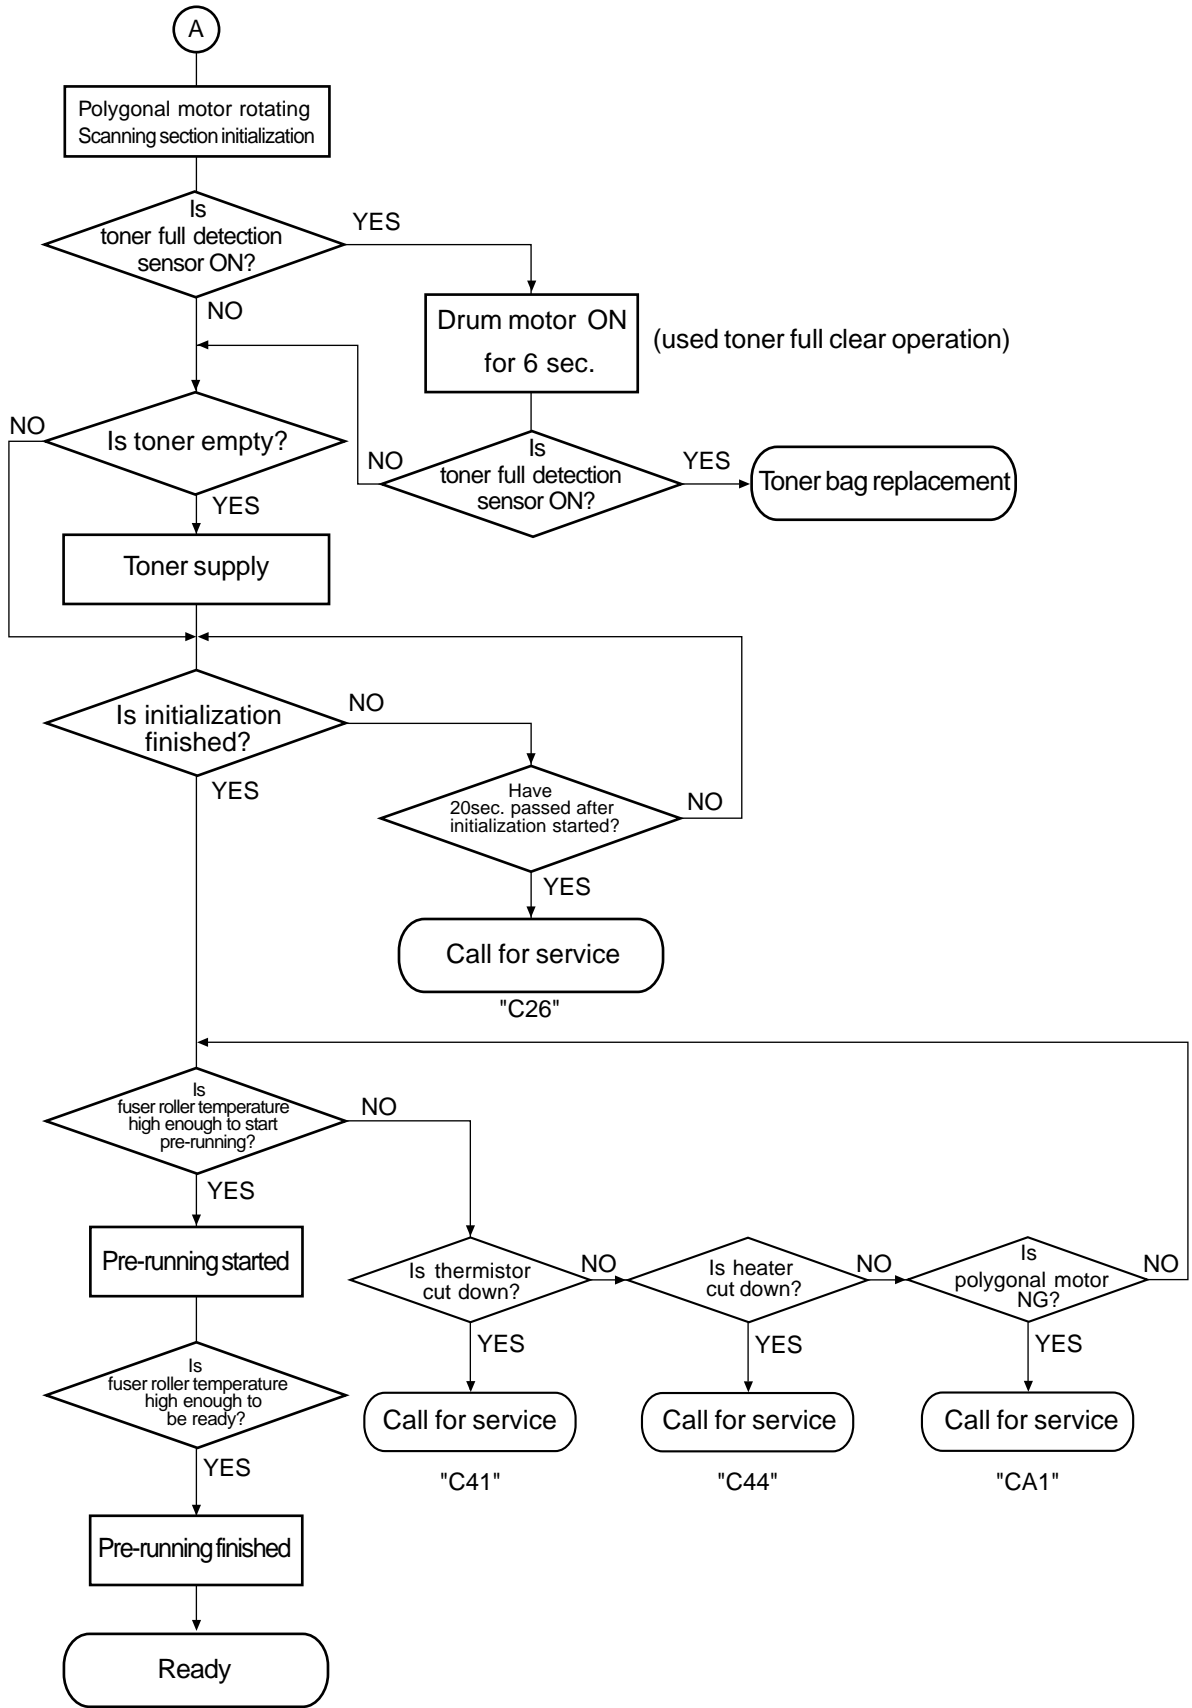 A
Polygonal motor rotating
Scanning section initialization
Is
toner full detection
sensor ON?
YES
NO
Drum motor ON
for 6 sec.
(used toner full clear operation)
NO
Is toner empty?
YES
NO
Is
toner full detection
sensor ON?
YES
Toner bag replacement
Toner supply
Is initialization
finished?
NO
YES
Have
20sec. passed after
initialization started?
NO
YES
Call for service
"C26"
Is
fuser roller temperature
high enough to start
pre-running?
NO
YES
Pre-running started
Is thermistor
cut down?
NO
YES
Is heater
cut down?
NO
YES
Is
polygonal motor
NG?
NO
YES
Is
fuser roller temperature
high enough to
be ready?
YES
Call for service
"C41"
Call for service
"C44"
Call for service
"CA1"
Pre-running finished
Ready